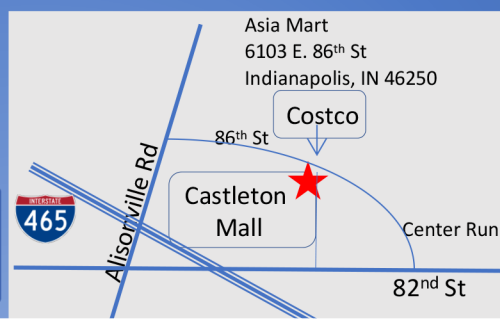 Asia Mart
6103 E. 86th St
Indianapolis, IN 46250
Costco
86th St
Alisonville Rd
Castleton
Mall
INTERSTATE
465
Center Run
82nd St